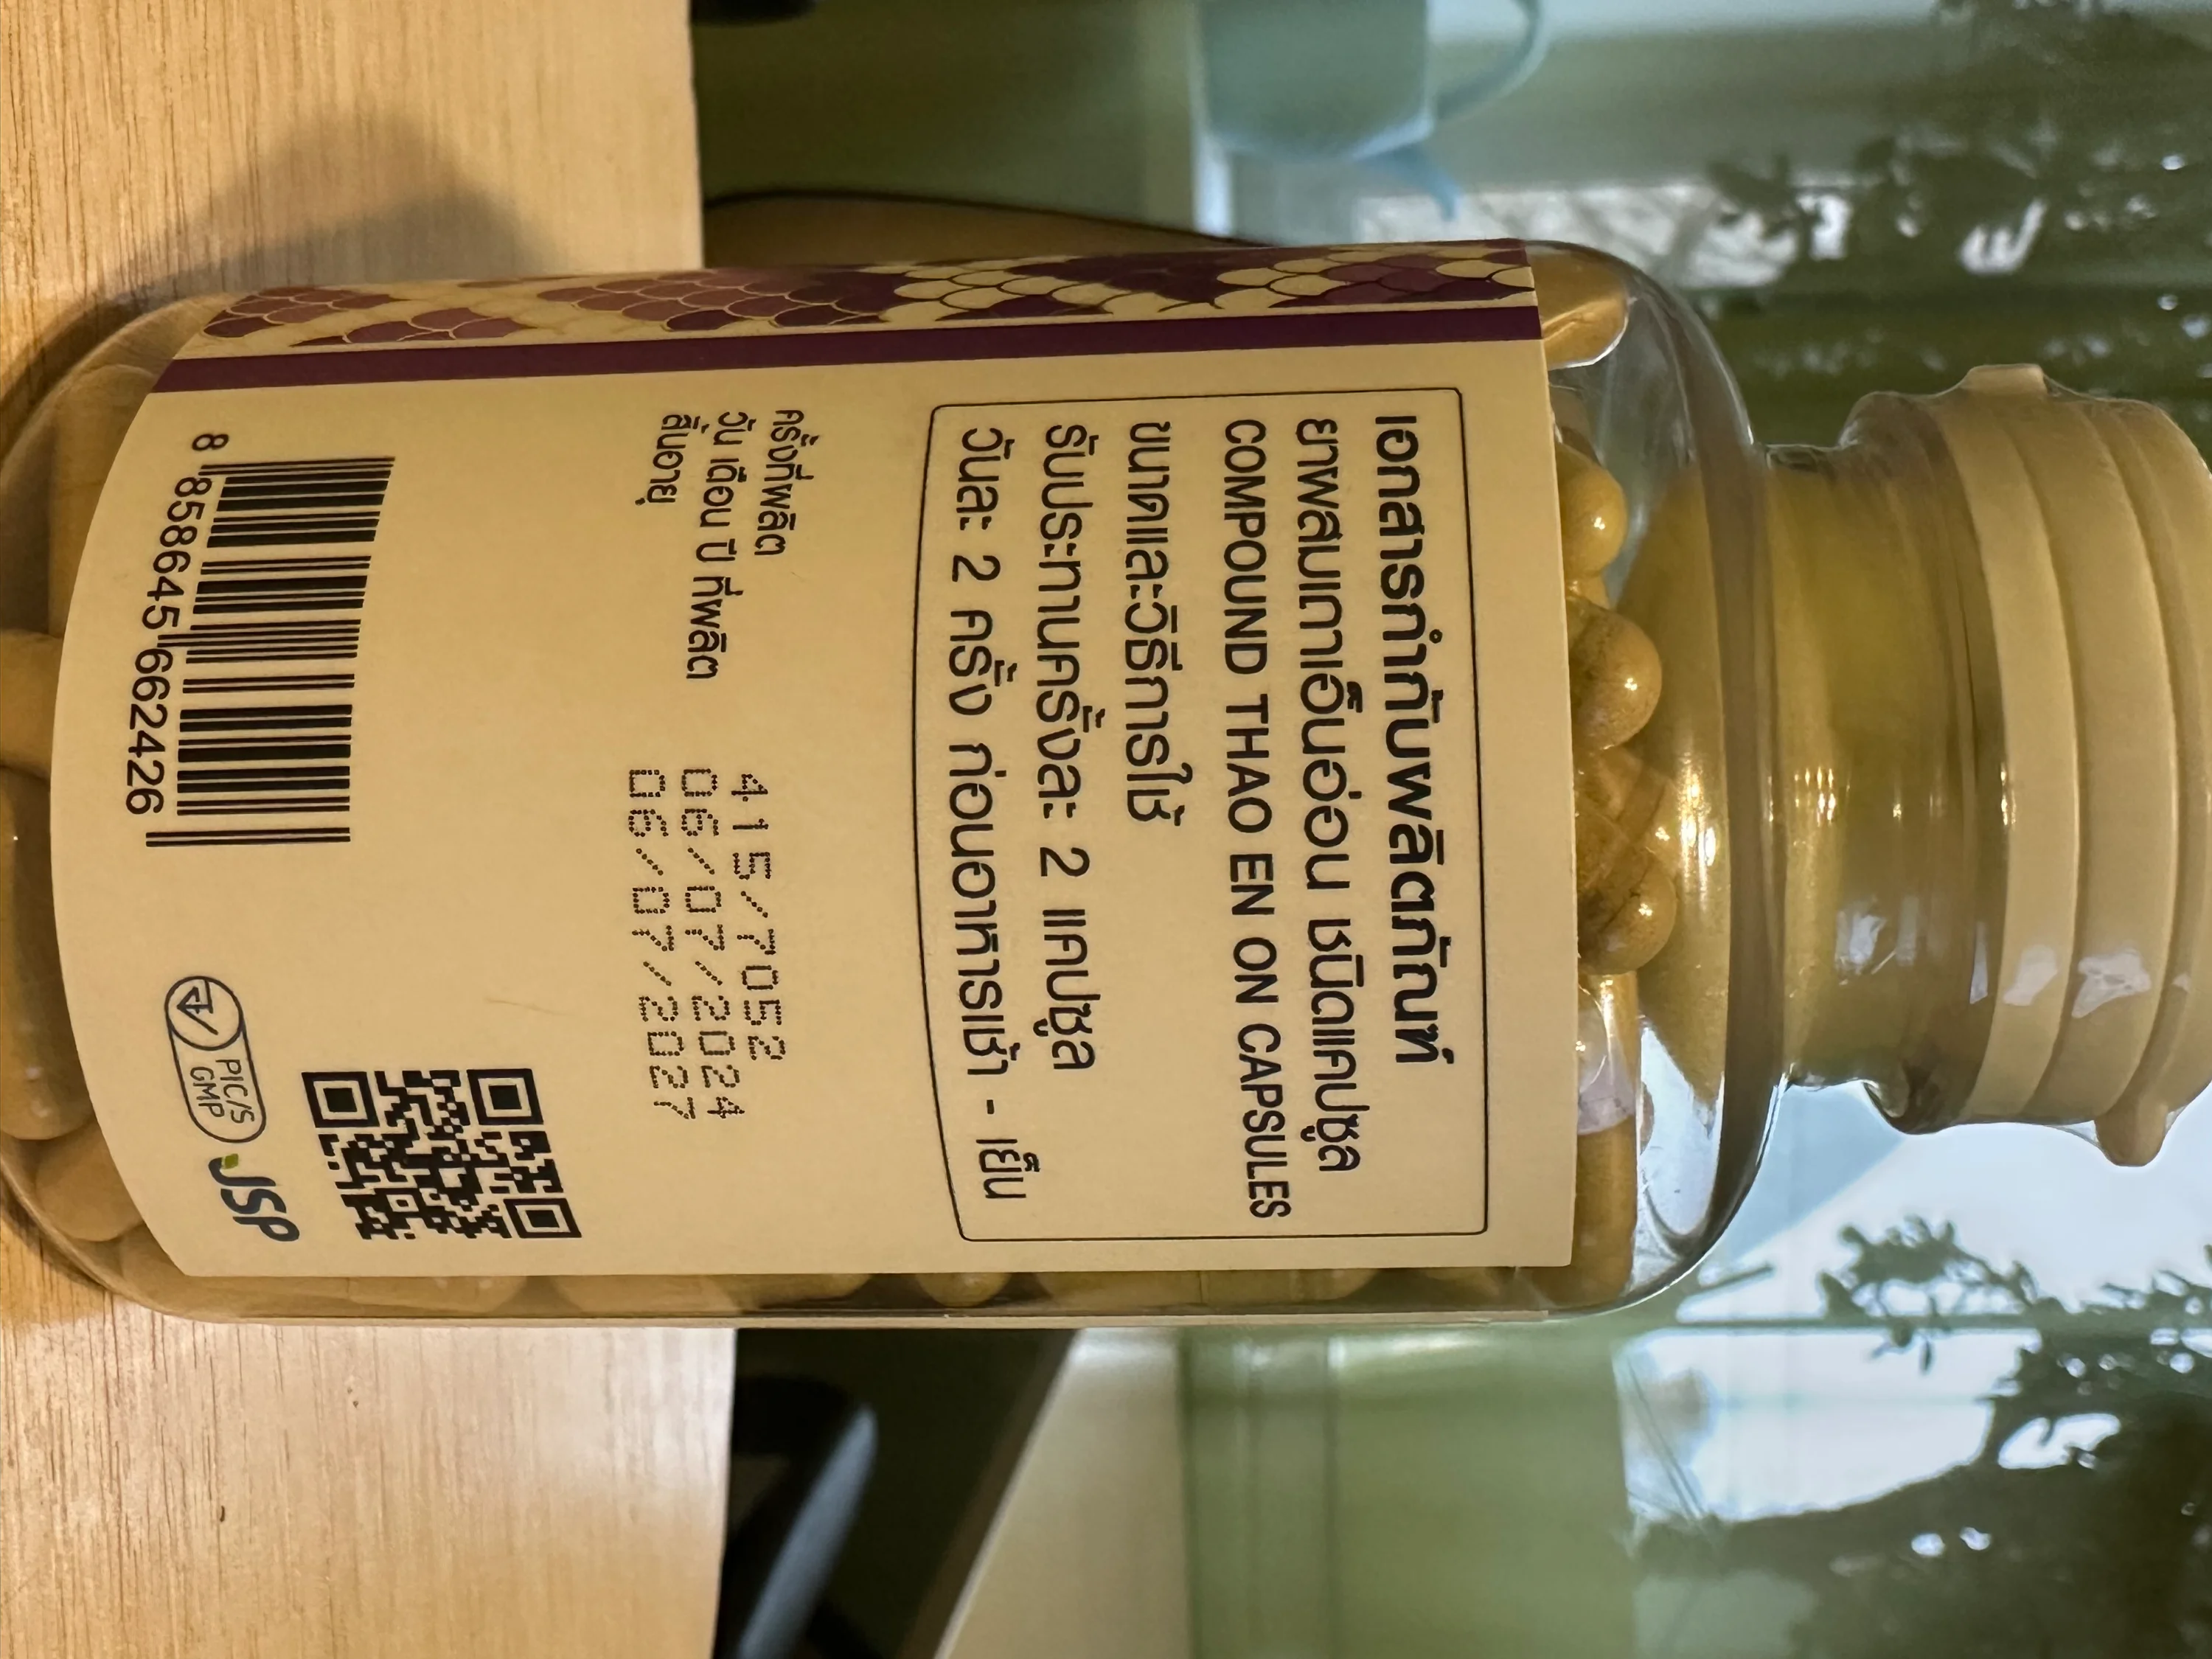 เอกสารกำกับผลิตภัณฑ์
ยาผสมเถาเอ็นอ่อน ชนิดแคปซูล
COMPOUND THAO EN ON CAPSULES
ขนาดและวิธีการใช้
รับประทานครั้งละ 2 แคปซูล
วันละ 2 ครั้ง ก่อนอาหารเช้า - เย็น
ครั้งที่ผลิต 415/7052
วัน เดือน ปี ที่ผลิต 06/07/2024
สิ้นอายุ 06/07/2027
8 858645 662426
PIC/S
GMP
JSP